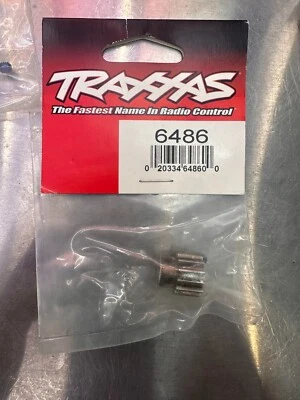 TRAXXAS
The Fastest Name In Radio Control
6486
0 20334 64860 0